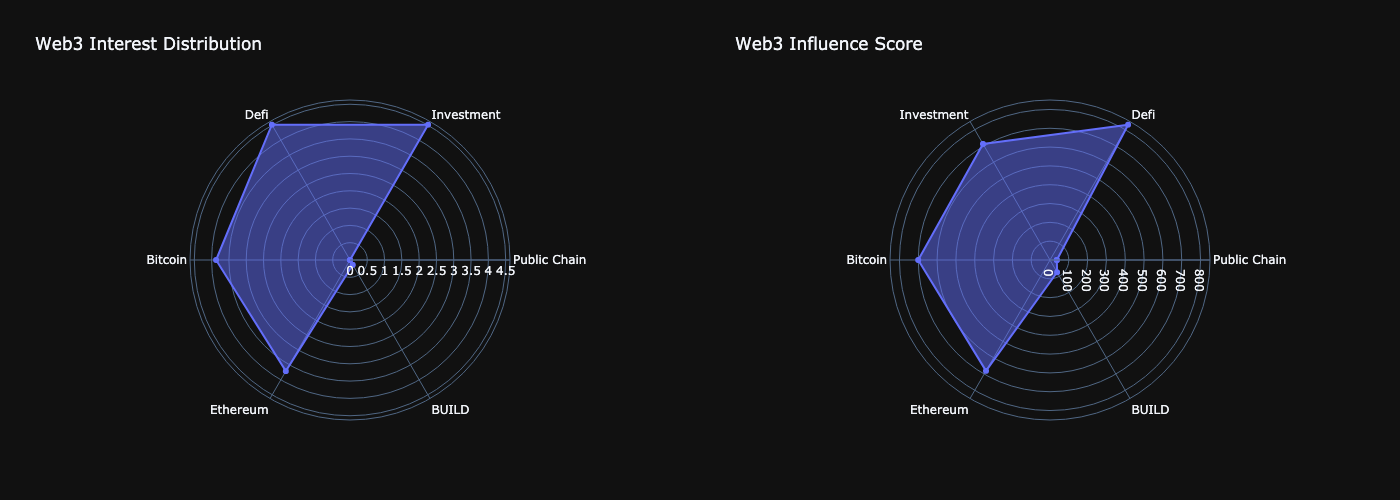 Web3 Interest Distribution
Defi
Investment
Bitcoin
Public Chain
0 0.5 1 1.5 2 2.5 3 3.5 4 4.5
Ethereum
BUILD
Web3 Influence Score
Investment
Defi
Bitcoin
Public Chain
0 100 200 300 400 500 600 700 800
Ethereum
BUILD